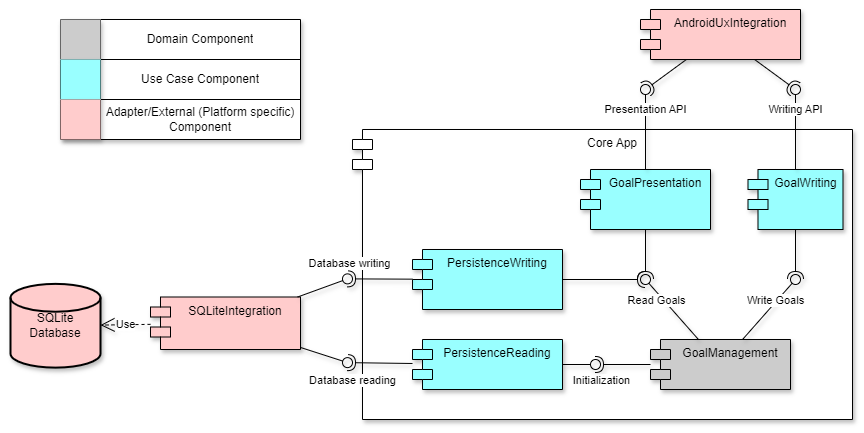 Domain Component
Use Case Component
Adapter/External (Platform specific)
Component
AndroidUxIntegration
Presentation API
Writing API
Core App
GoalPresentation
GoalWriting
Database writing
PersistenceWriting
Read Goals
Write Goals
SQLite
Database
Use
SQLiteIntegration
Database reading
PersistenceReading
Initialization
GoalManagement